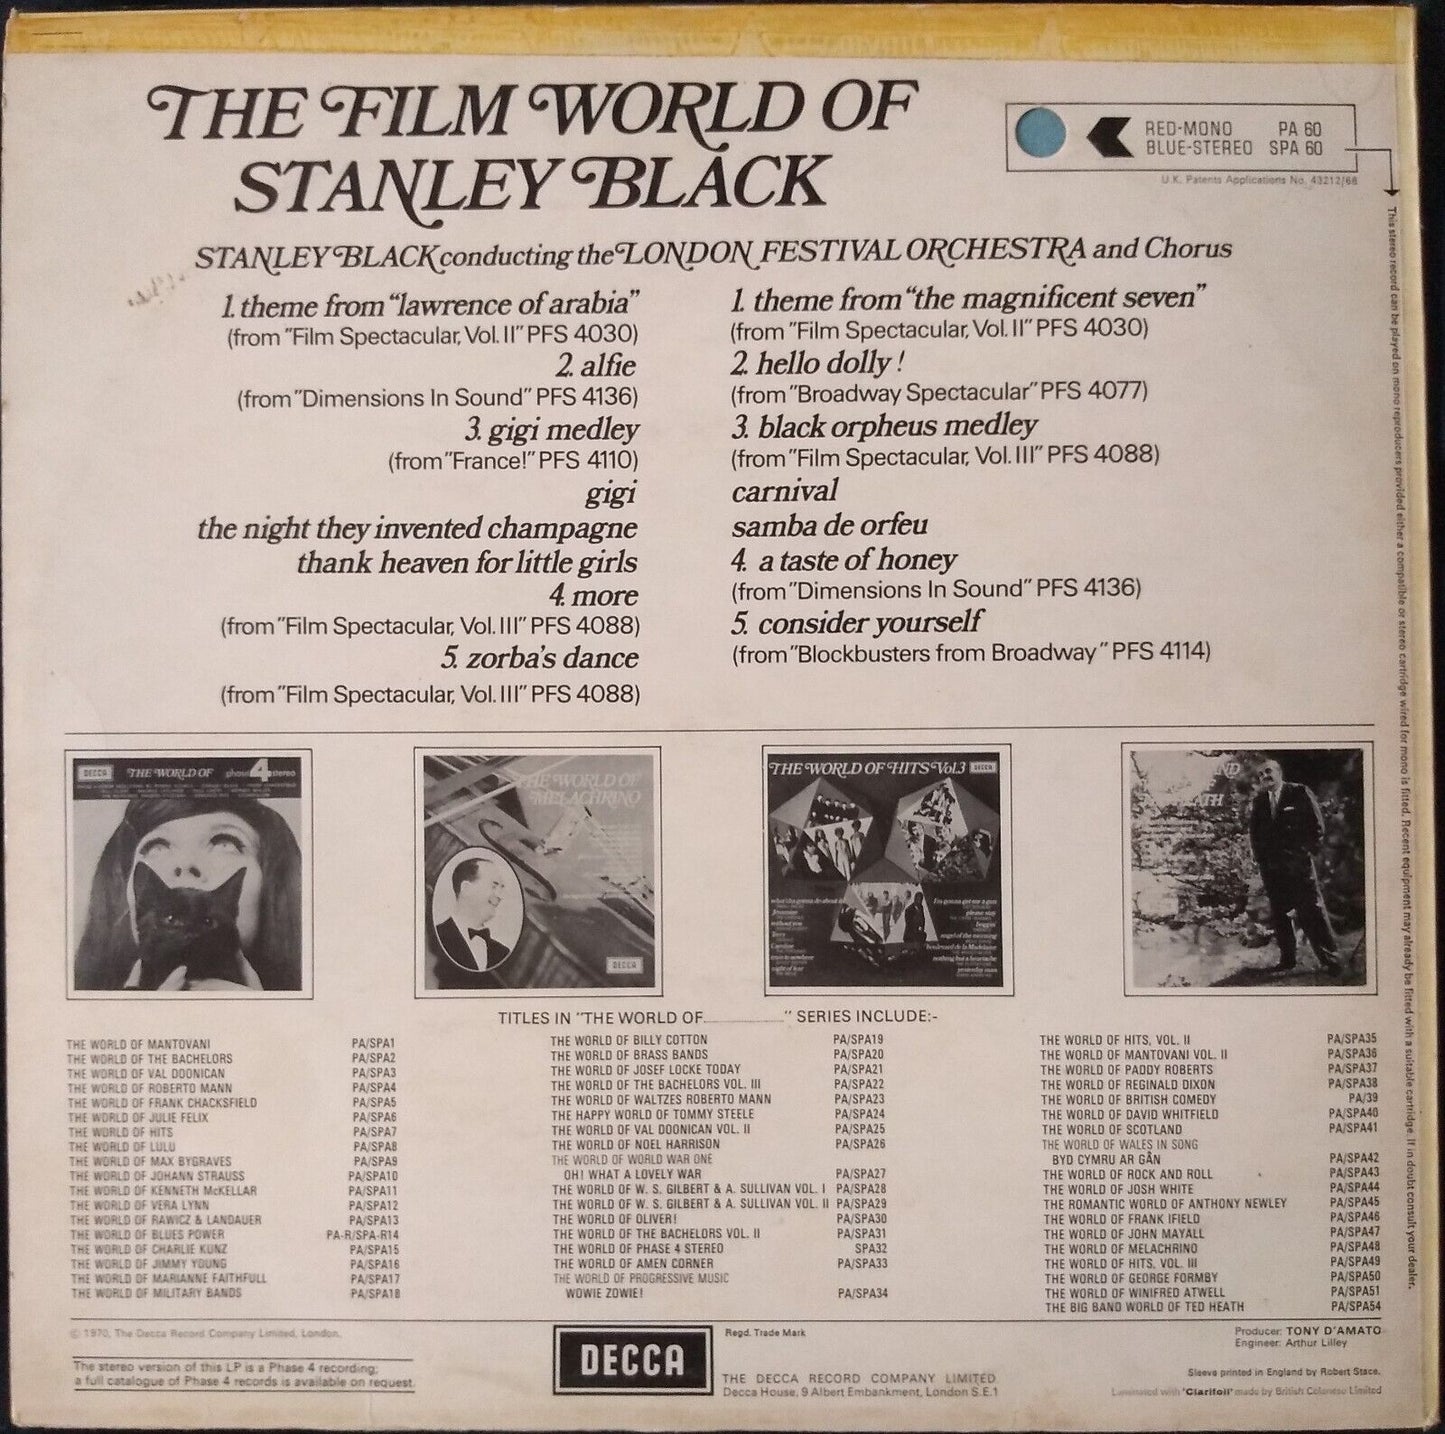 THE FILM WORLD OF
STANLEY BLACK
RED-MONO PA 60
BLUE-STEREO SPA 60
U.K. Patents Applications No. 43212/68
STANLEY BLACK conducting the LONDON FESTIVAL ORCHESTRA and Chorus
1. theme from "lawrence of arabia"
(from "Film Spectacular, Vol. II" PFS 4030)
2. alfie
(from "Dimensions In Sound" PFS 4136)
3. gigi medley
(from "France!" PFS 4110)
gigi
the night they invented champagne
thank heaven for little girls
4. more
(from "Film Spectacular, Vol. III" PFS 4088)
5. zorba's dance
(from "Film Spectacular, Vol. III" PFS 4088)
1. theme from "the magnificent seven"
(from "Film Spectacular, Vol. II" PFS 4030)
2. hello dolly!
(from "Broadway Spectacular" PFS 4077)
3. black orpheus medley
(from "Film Spectacular, Vol. III" PFS 4088)
carnival
samba de orfeu
4. a taste of honey
(from "Dimensions In Sound" PFS 4136)
5. consider yourself
(from "Blockbusters from Broadway" PFS 4114)
This stereo record can be played on mono reproducers provided either a compatible or stereo cartridge wired for mono is fitted. Recent equipment may already be fitted with a suitable cartridge. If in doubt consult your dealer.
DECCA THE WORLD OF phase 4 stereo
THE WORLD OF
MELACHRINO
DECCA
THE WORLD OF HITS Vol.3 DECCA
TITLES IN "THE WORLD OF...................." SERIES INCLUDE:-
THE WORLD OF MANTOVANI PA/SPA1
THE WORLD OF THE BACHELORS PA/SPA2
THE WORLD OF VAL DOONICAN PA/SPA3
THE WORLD OF ROBERTO MANN PA/SPA4
THE WORLD OF FRANK CHACKSFIELD PA/SPA5
THE WORLD OF JULIE FELIX PA/SPA6
THE WORLD OF HITS PA/SPA7
THE WORLD OF LULU PA/SPA8
THE WORLD OF MAX BYGRAVES PA/SPA9
THE WORLD OF JOHANN STRAUSS PA/SPA10
THE WORLD OF KENNETH McKELLAR PA/SPA11
THE WORLD OF VERA LYNN PA/SPA12
THE WORLD OF RAWICZ & LANDAUER PA/SPA13
THE WORLD OF BLUES POWER PA-R/SPA-R14
THE WORLD OF CHARLIE KUNZ PA/SPA15
THE WORLD OF JIMMY YOUNG PA/SPA16
THE WORLD OF MARIANNE FAITHFULL PA/SPA17
THE WORLD OF MILITARY BANDS PA/SPA18
THE WORLD OF BILLY COTTON PA/SPA19
THE WORLD OF BRASS BANDS PA/SPA20
THE WORLD OF JOSEF LOCKE TODAY PA/SPA21
THE WORLD OF THE BACHELORS VOL. III PA/SPA22
THE WORLD OF WALTZES ROBERTO MANN PA/SPA23
THE HAPPY WORLD OF TOMMY STEELE PA/SPA24
THE WORLD OF VAL DOONICAN VOL. II PA/SPA25
THE WORLD OF NOEL HARRISON PA/SPA26
THE WORLD OF WORLD WAR ONE
OH! WHAT A LOVELY WAR PA/SPA27
THE WORLD OF W. S. GILBERT & A. SULLIVAN VOL. I PA/SPA28
THE WORLD OF W. S. GILBERT & A. SULLIVAN VOL. II PA/SPA29
THE WORLD OF OLIVER! PA/SPA30
THE WORLD OF THE BACHELORS VOL. II PA/SPA31
THE WORLD OF PHASE 4 STEREO SPA32
THE WORLD OF AMEN CORNER PA/SPA33
THE WORLD OF PROGRESSIVE MUSIC
WOWIE ZOWIE! PA/SPA34
THE WORLD OF HITS, VOL. II PA/SPA35
THE WORLD OF MANTOVANI VOL. II PA/SPA36
THE WORLD OF PADDY ROBERTS PA/SPA37
THE WORLD OF REGINALD DIXON PA/SPA38
THE WORLD OF BRITISH COMEDY PA/39
THE WORLD OF DAVID WHITFIELD PA/SPA40
THE WORLD OF SCOTLAND PA/SPA41
THE WORLD OF WALES IN SONG
BYD CYMRU AR GÂN PA/SPA42
THE WORLD OF ROCK AND ROLL PA/SPA43
THE WORLD OF JOSH WHITE PA/SPA44
THE ROMANTIC WORLD OF ANTHONY NEWLEY PA/SPA45
THE WORLD OF FRANK IFIELD PA/SPA46
THE WORLD OF JOHN MAYALL PA/SPA47
THE WORLD OF MELACHRINO PA/SPA48
THE WORLD OF HITS, VOL. III PA/SPA49
THE WORLD OF GEORGE FORMBY PA/SPA50
THE WORLD OF WINIFRED ATWELL PA/SPA51
THE BIG BAND WORLD OF TED HEATH PA/SPA54
© 1970, The Decca Record Company Limited, London.
The stereo version of this LP is a Phase 4 recording;
a full catalogue of Phase 4 records is available on request.
DECCA
Regd. Trade Mark
THE DECCA RECORD COMPANY LIMITED
Decca House, 9 Albert Embankment, London S.E.1
Producer: TONY D'AMATO
Engineer: Arthur Lilley
Sleeve printed in England by Robert Stace.
Laminated with 'Clarifoil' made by British Celanese Limited